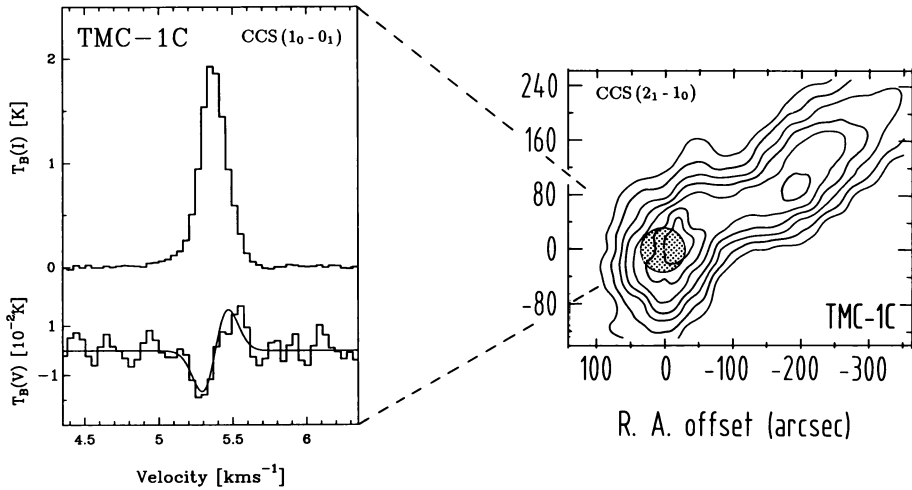 TMC-1C CCS(1₀-0₁)
2
1
0
T_B(I) [K]
1
-1
T_B(V) [10⁻²K]
4.5 5 5.5 6
Velocity [kms⁻¹]
CCS(2₁-1₀)
240
160
80
0
-80
TMC-1C
100 0 -100 -200 -300
R. A. offset (arcsec)